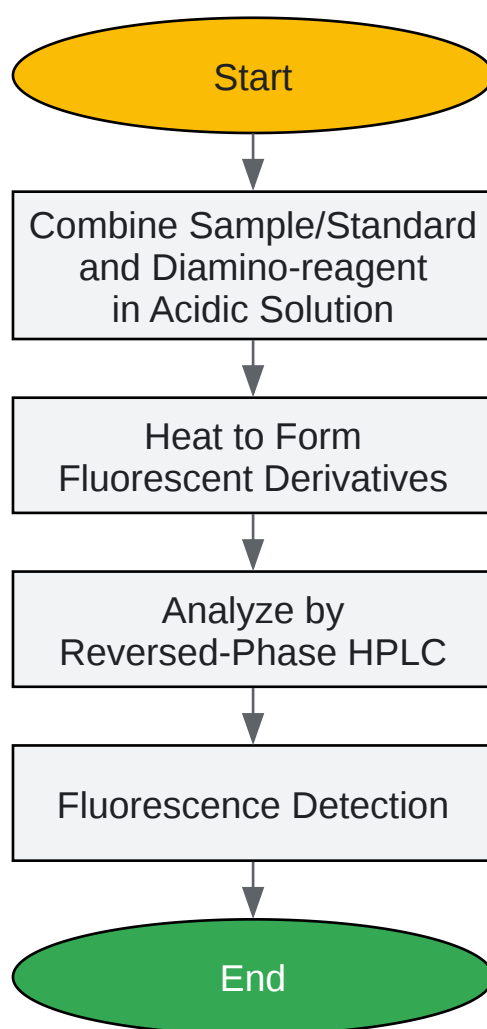 Start
Combine Sample/Standard
and Diamino-reagent
in Acidic Solution
Heat to Form
Fluorescent Derivatives
Analyze by
Reversed-Phase HPLC
Fluorescence Detection
End